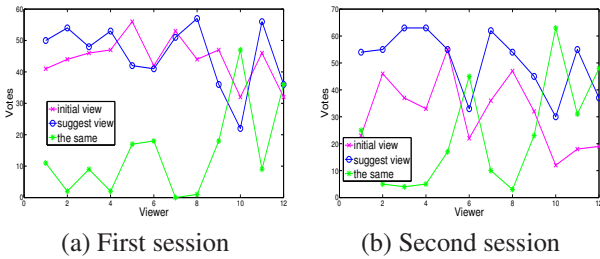 60
50
40
30
20
10
0
Votes
0 2 4 6 8 10 12
Viewer
initial view
suggest view
the same
(a) First session
70
60
50
40
30
20
10
0
Votes
0 2 4 6 8 10 12
Viewer
initial view
suggest view
the same
(b) Second session